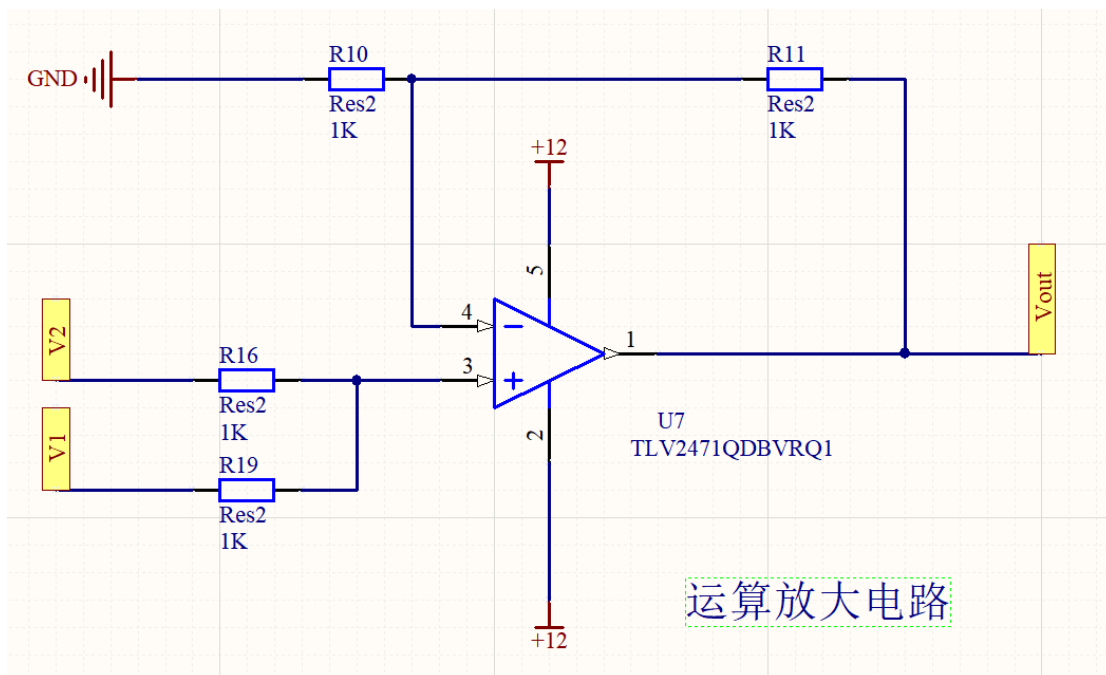 R10
R11
GND
Res2
1K
Res2
1K
+12
5
V2
4
1
Vout
R16
3
Res2
1K
V1
2
U7
TLV2471QDBVRQ1
R19
Res2
1K
运算放大电路
+12